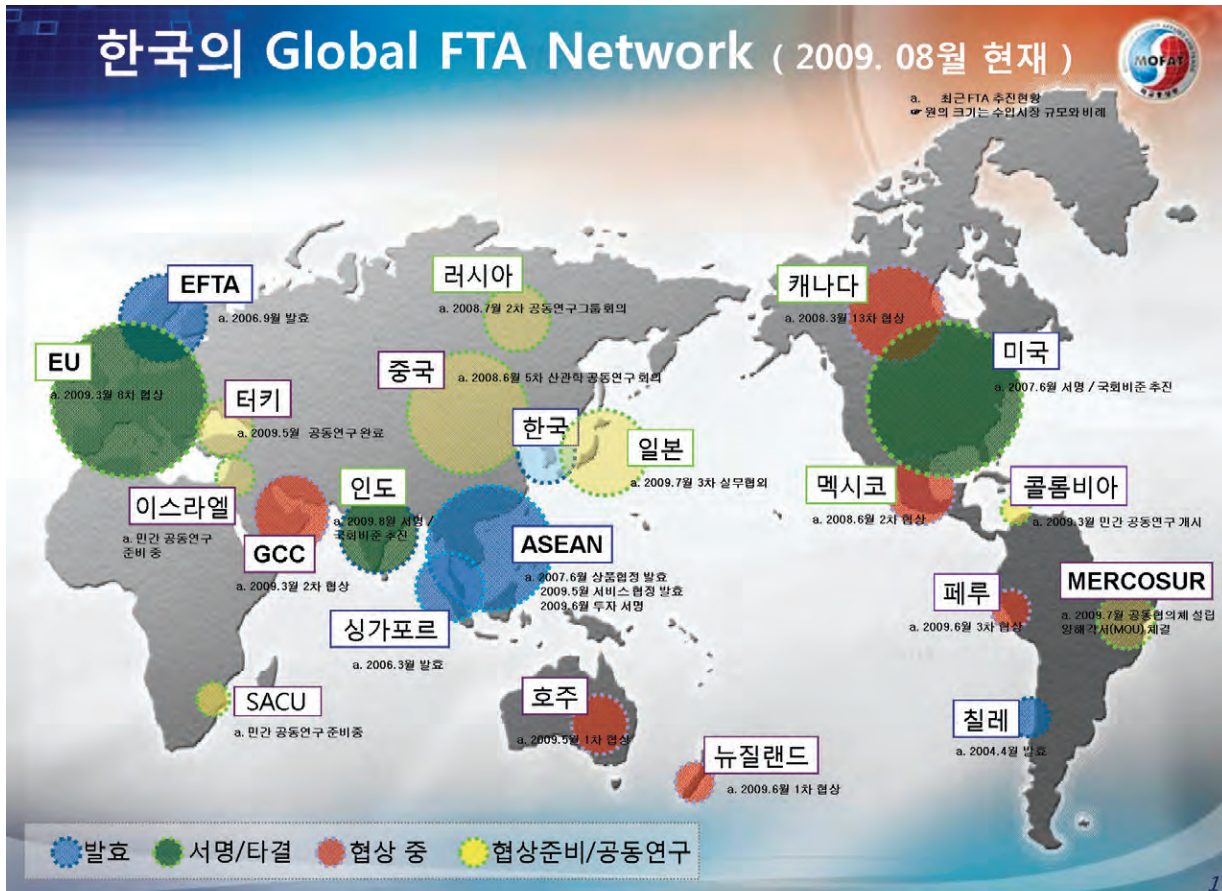 한국의 Global FTA Network ( 2009. 08월 현재 )
MOFAT
a. 최근 FTA 추진현황
☞ 원의 크기는 수입시장 규모와 비례
EFTA
a. 2006.9월 발효
러시아
a. 2008.7월 2차 공동연구그룹 회의
캐나다
a. 2008.3월 13차 협상
EU
a. 2009.3월 8차 협상
중국
a. 2008.6월 5차 산관학 공동연구 회의
미국
a. 2007.6월 서명 / 국회비준 추진
터키
a. 2009.5월 공동연구 완료
한국
일본
a. 2009.7월 3차 실무협의
이스라엘
a. 민간 공동연구
준비 중
GCC
a. 2009.3월 2차 협상
인도
a. 2009.8월 서명 /
국회비준 추진
ASEAN
a. 2007.6월 상품협정 발효
2009.5월 서비스 협정 발효
2009.6월 투자 서명
멕시코
a. 2008.6월 2차 협상
콜롬비아
a. 2009.3월 민간 공동연구 개시
싱가포르
a. 2006.3월 발효
페루
a. 2009.6월 3차 협상
MERCOSUR
a. 2009.7월 공동협의체 설립
양해각서(MOU) 체결
SACU
a. 민간 공동연구 준비중
호주
a. 2009.5월 1차 협상
뉴질랜드
a. 2009.6월 1차 협상
칠레
a. 2004.4월 발효
발효 서명/타결 협상 중 협상준비/공동연구
1